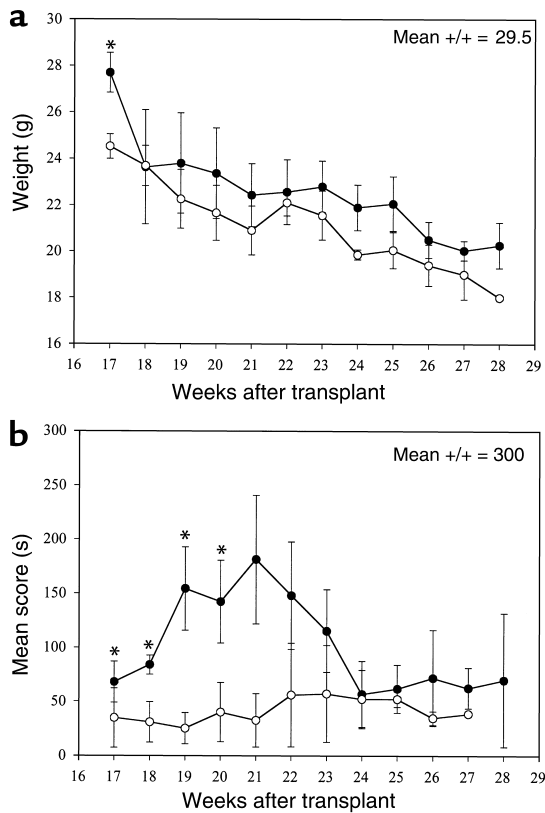 a
Mean +/+ = 29.5
30
28
26
24
22
20
18
16
Weight (g)
*
16 17 18 19 20 21 22 23 24 25 26 27 28 29
Weeks after transplant
b
Mean +/+ = 300
300
250
200
150
100
50
0
Mean score (s)
* * * *
16 17 18 19 20 21 22 23 24 25 26 27 28 29
Weeks after transplant